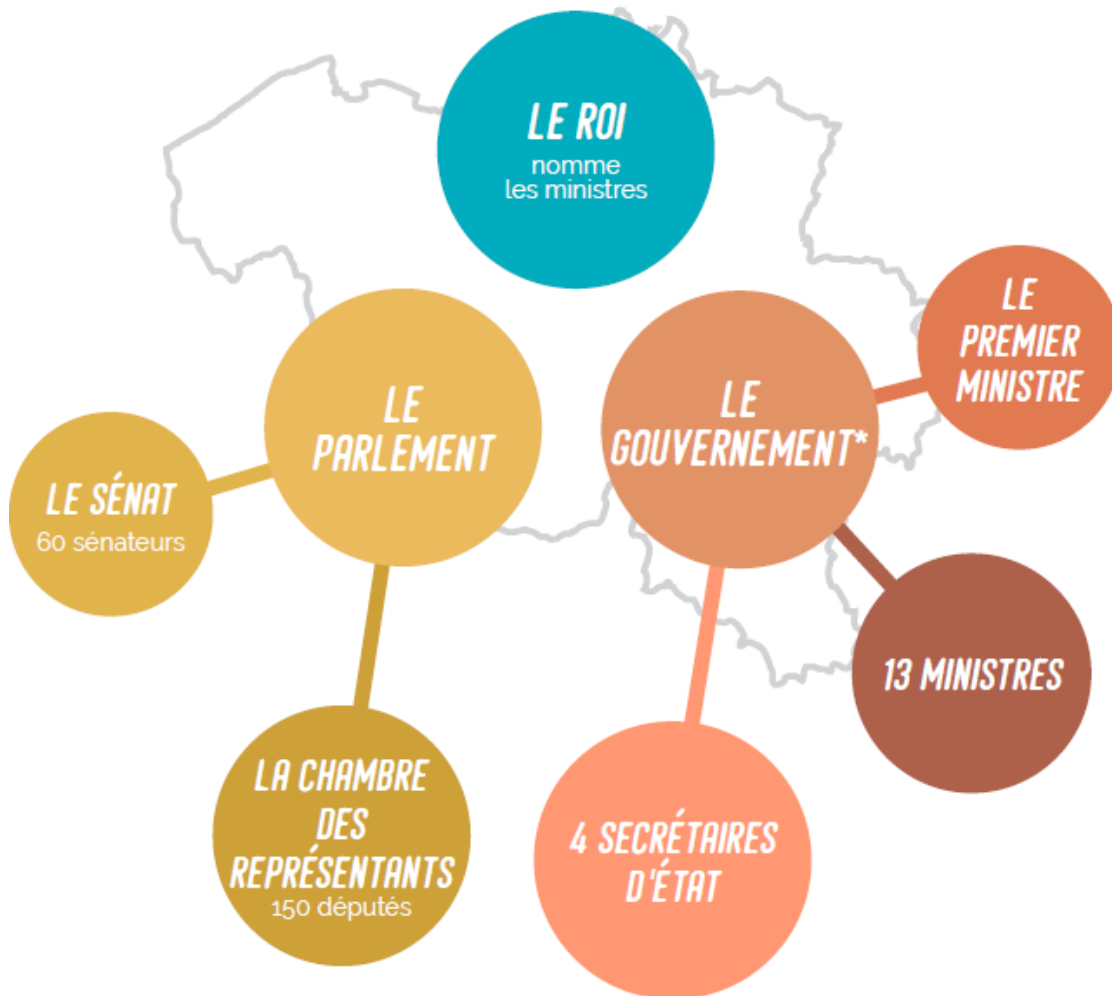 LE ROI
nomme
les ministres
LE
PREMIER
MINISTRE
LE
PARLEMENT
LE
GOUVERNEMENT*
LE SÉNAT
60 sénateurs
13 MINISTRES
LA CHAMBRE
DES
REPRÉSENTANTS
150 députés
4 SECRÉTAIRES
D'ÉTAT